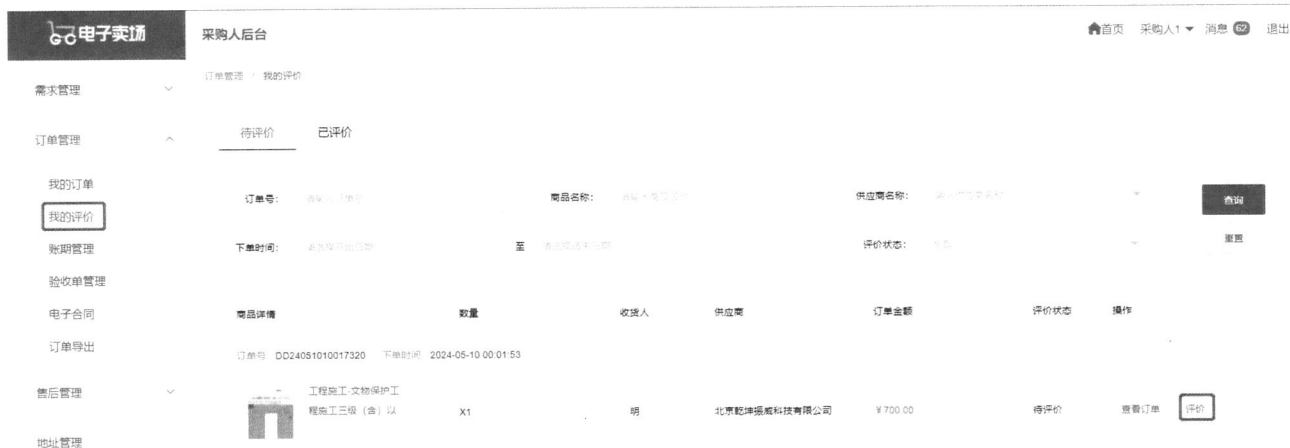 电子卖场 采购人后台 首页 采购人1 消息 62 退出
订单管理 / 我的评价
需求管理
订单管理
待评价 已评价
我的订单
订单号: 商品名称: 供应商名称: 查询
我的评价
账期管理
下单时间: 至 评价状态: 重置
验收单管理
电子合同
商品详情 数量 收货人 供应商 订单金额 评价状态 操作
订单导出
订单号 DD24051010017320 下单时间 2024-05-10 00:01:53
售后管理
工程施工-文物保护工
程施工三级（含）以 X1 明 北京乾坤振威科技有限公司 ¥700.00 待评价 查看订单 评价
地址管理